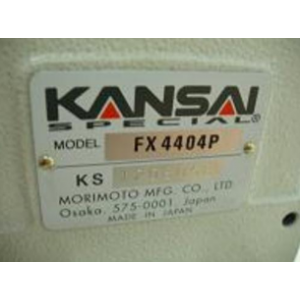 KANSAI
SPECIAL®
MODEL FX4404P
KS
MORIMOTO MFG. CO., LTD.
Osaka, 575-0001, Japan
MADE IN JAPAN